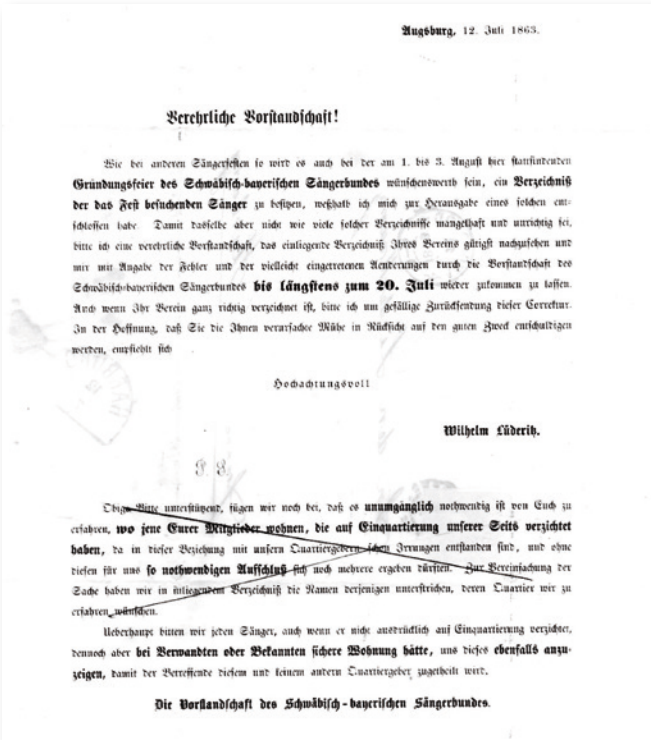 Augsburg, 12. Juli 1863.
Verehrliche Vorstandschaft!
Wie bei anderen Sängerfesten so wird es auch bei der am 1. bis 3. August hier stattfindenden
Gründungsfeier des Schwäbisch-bayerischen Sängerbundes wünschenswerth sein, ein Verzeichniß
der das Fest besuchenden Sänger zu besitzen, weßhalb ich mich zur Herausgabe eines solchen ent-
schlossen habe. Damit dasselbe aber nicht wie viele solcher Verzeichnisse mangelhaft und unrichtig sei,
bitte ich eine verehrliche Vorstandschaft, das einliegende Verzeichniß Ihres Vereins gütigst nachzusehen und
mir mit Angabe der Fehler und der vielleicht eingetretenen Aenderungen durch die Vorstandschaft des
Schwäbisch-bayerischen Sängerbundes bis längstens zum 20. Juli wieder zukommen zu lassen.
Auch wenn Ihr Verein ganz richtig verzeichnet ist, bitte ich um gefällige Zurücksendung dieser Correktur.
In der Hoffnung, daß Sie die Ihnen verursachte Mühe in Rücksicht auf den guten Zweck entschuldigen
werden, empfiehlt sich
Hochachtungsvoll
Wilhelm Lüderitz.
P. S.
Obige Bitte unterstützend, fügen wir noch bei, daß es unumgänglich nothwendig ist von Euch zu
erfahren, wo jene Eurer Mitglieder wohnen, die auf Einquartierung unserer Seits verzichtet
haben, da in dieser Beziehung mit unsern Quartiergebern schon Irrungen entstanden sind, und ohne
diesen für uns so nothwendigen Aufschluß sich noch mehrere ergeben dürften. Zur Vereinfachung der
Sache haben wir in inliegendem Verzeichniß die Namen derjenigen unterstrichen, deren Quartier wir zu
erfahren wünschen.
Ueberhaupt bitten wir jeden Sänger, auch wenn er nicht ausdrücklich auf Einquartierung verzichtet,
dennoch aber bei Verwandten oder Bekannten sichere Wohnung hätte, uns dieses ebenfalls anzu-
zeigen, damit der Betreffende diesem und keinem andern Quartiergeber zugetheilt wird.
Die Vorstandschaft des Schwäbisch-bayerischen Sängerbundes.